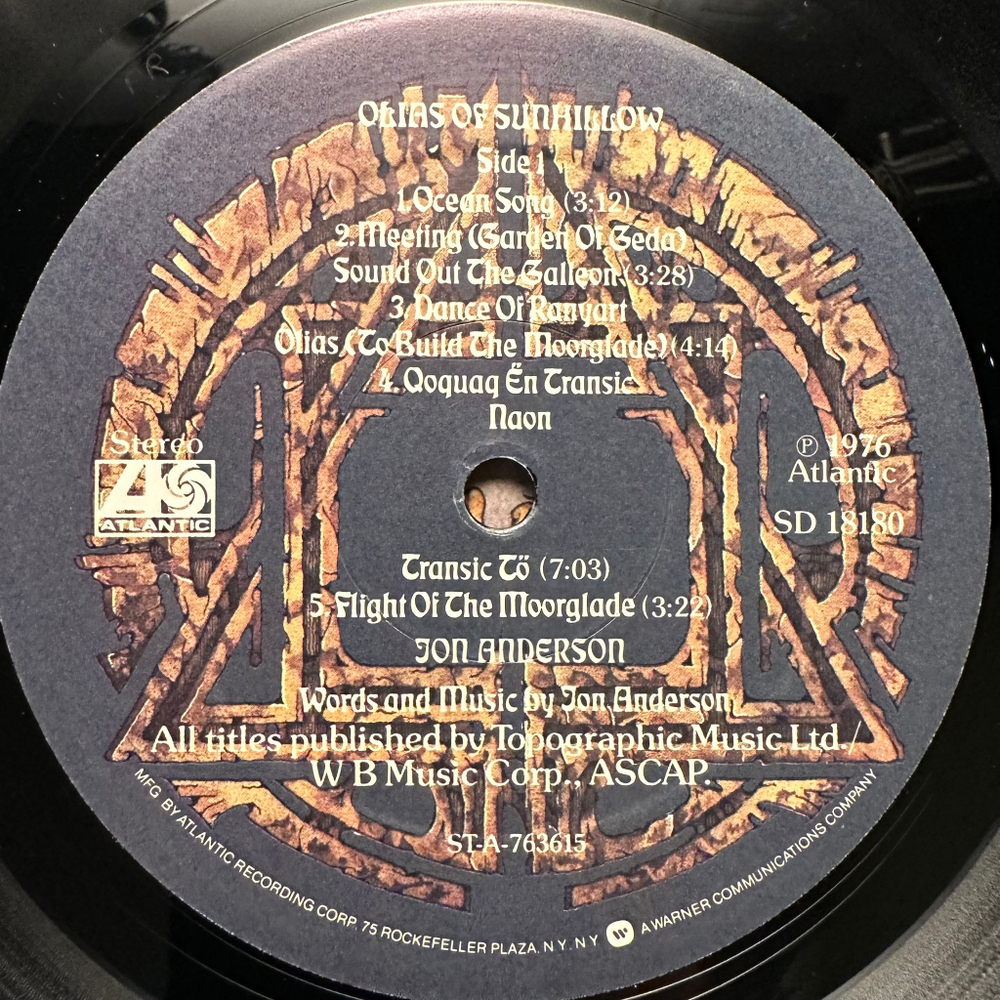 OLIAS OF SUNHILLOW
Side 1
1. Ocean Song (3:12)
2. Meeting (Garden Of Geda)
Sound Out The Galleon (3:28)
3. Dance Of Ranyart
Olias (To Build The Moorglade) (4:14)
4. Qoquaq Ën Transic
Naon
Stereo
ATLANTIC
℗ 1976
Atlantic
SD 18180
Transic Tö (7:03)
5. Flight Of The Moorglade (3:22)
JON ANDERSON
Words and Music by Jon Anderson
All titles published by Topographic Music Ltd./
W B Music Corp., ASCAP.
ST-A-763615
MFG BY ATLANTIC RECORDING CORP. 75 ROCKEFELLER PLAZA, N.Y. N.Y. A WARNER COMMUNICATIONS COMPANY